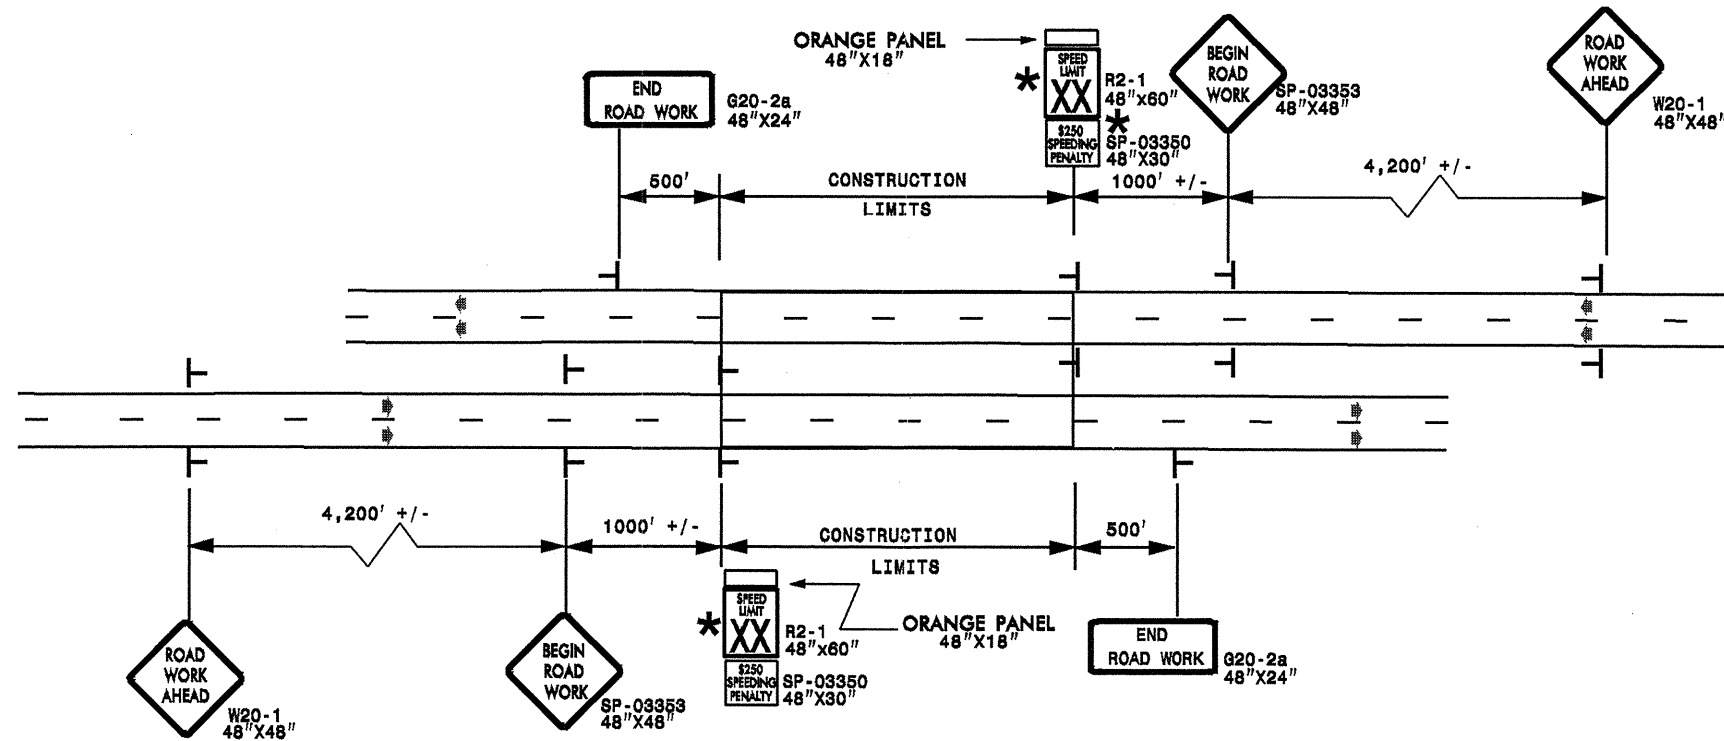 ORANGE PANEL
48"X18"
END
ROAD WORK
G20-2a
48"X24"
SPEED
LIMIT
XX
* R2-1
48"x60"
$250
SPEEDING
PENALTY
*
SP-03350
48"X30"
BEGIN
ROAD
WORK
SP-03353
48"X48"
ROAD
WORK
AHEAD
W20-1
48"X48"
500'
CONSTRUCTION
LIMITS
1000' +/-
4,200' +/-
4,200' +/-
1000' +/-
CONSTRUCTION
LIMITS
500'
ROAD
WORK
AHEAD
W20-1
48"X48"
BEGIN
ROAD
WORK
SP-03353
48"X48"
SPEED
LIMIT
XX
* R2-1
48"x60"
$250
SPEEDING
PENALTY
SP-03350
48"X30"
ORANGE PANEL
48"X18"
END
ROAD WORK
G20-2a
48"X24"